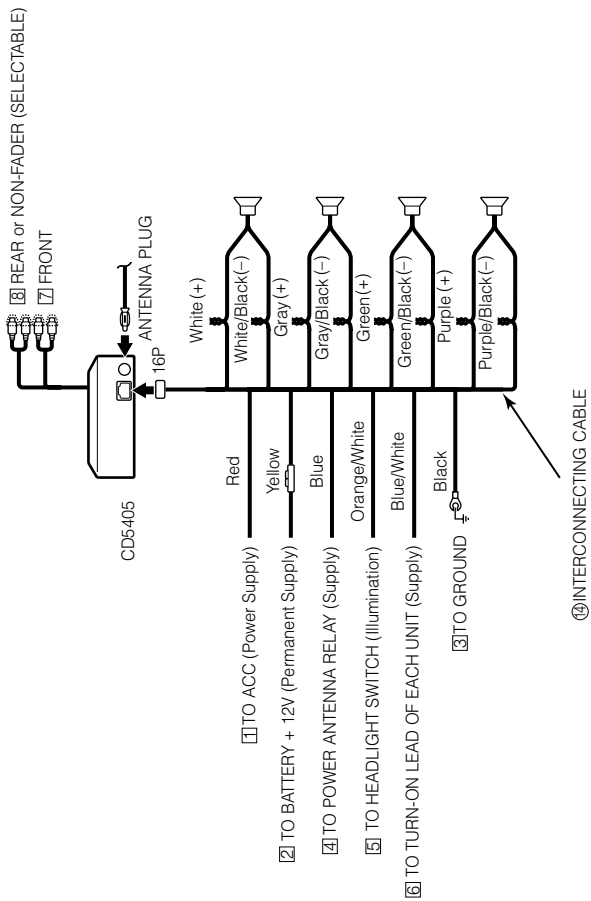 8 REAR or NON-FADER (SELECTABLE)
7 FRONT
ANTENNA PLUG
16P
CD5405
White (+)
White/Black(−)
Gray (+)
Gray/Black(−)
Green(+)
Green/Black(−)
Purple (+)
Purple/Black(−)
Red
Yellow
Blue
Orange/White
Blue/White
Black
1 TO ACC (Power Supply)
2 TO BATTERY + 12V (Permanent Supply)
4 TO POWER ANTENNA RELAY (Supply)
5 TO HEADLIGHT SWITCH (Illumination)
6 TO TURN-ON LEAD OF EACH UNIT (Supply)
3 TO GROUND
⑭INTERCONNECTING CABLE